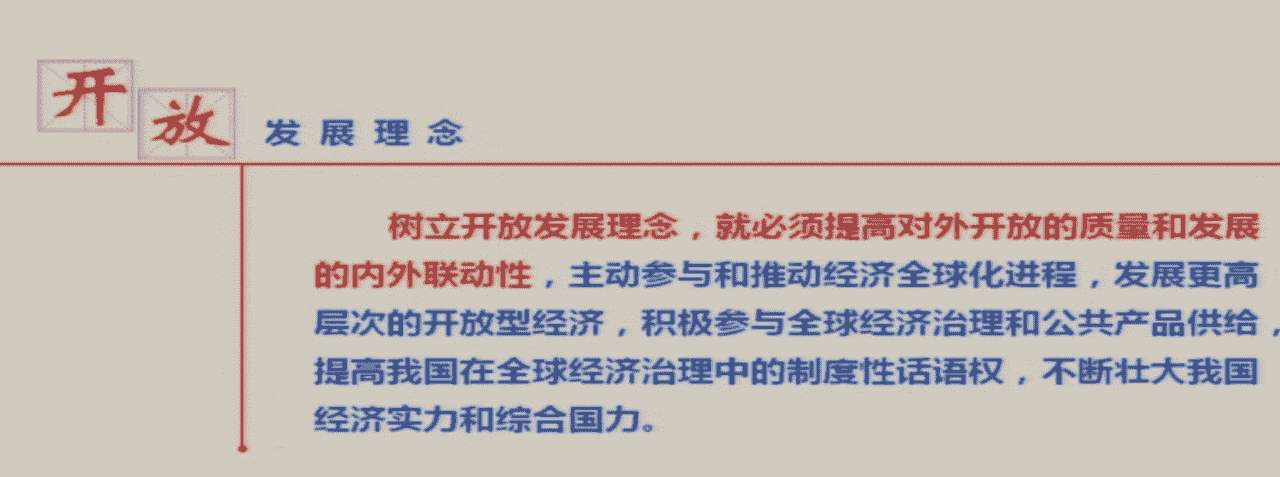 开放发展理念
树立开放发展理念，就必须提高对外开放的质量和发展
的内外联动性，主动参与和推动经济全球化进程，发展更高
层次的开放型经济，积极参与全球经济治理和公共产品供给，
提高我国在全球经济治理中的制度性话语权，不断壮大我国
经济实力和综合国力。